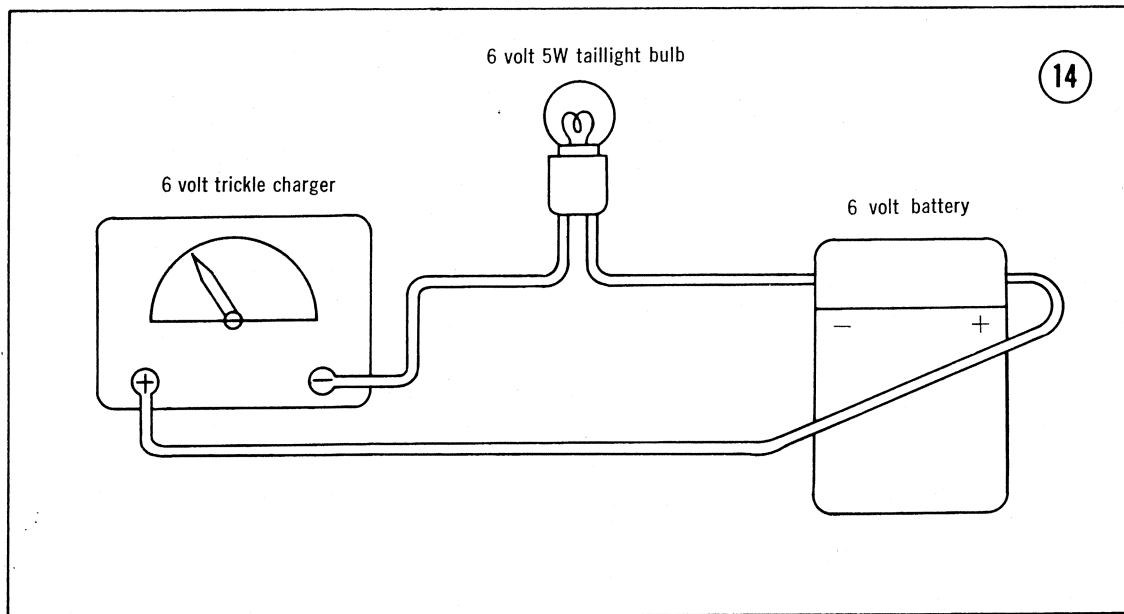 6 volt 5W taillight bulb
14
6 volt trickle charger
6 volt battery
− +
+ −